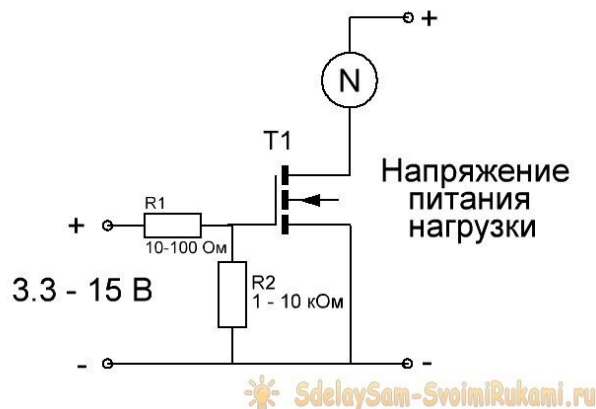 +
N
T1
Напряжение
питания
нагрузки
R1
+
10-100 Ом
3.3 - 15 В
R2
1 - 10 кОм
-
-
SdelaySam-SvoimiRukami.ru